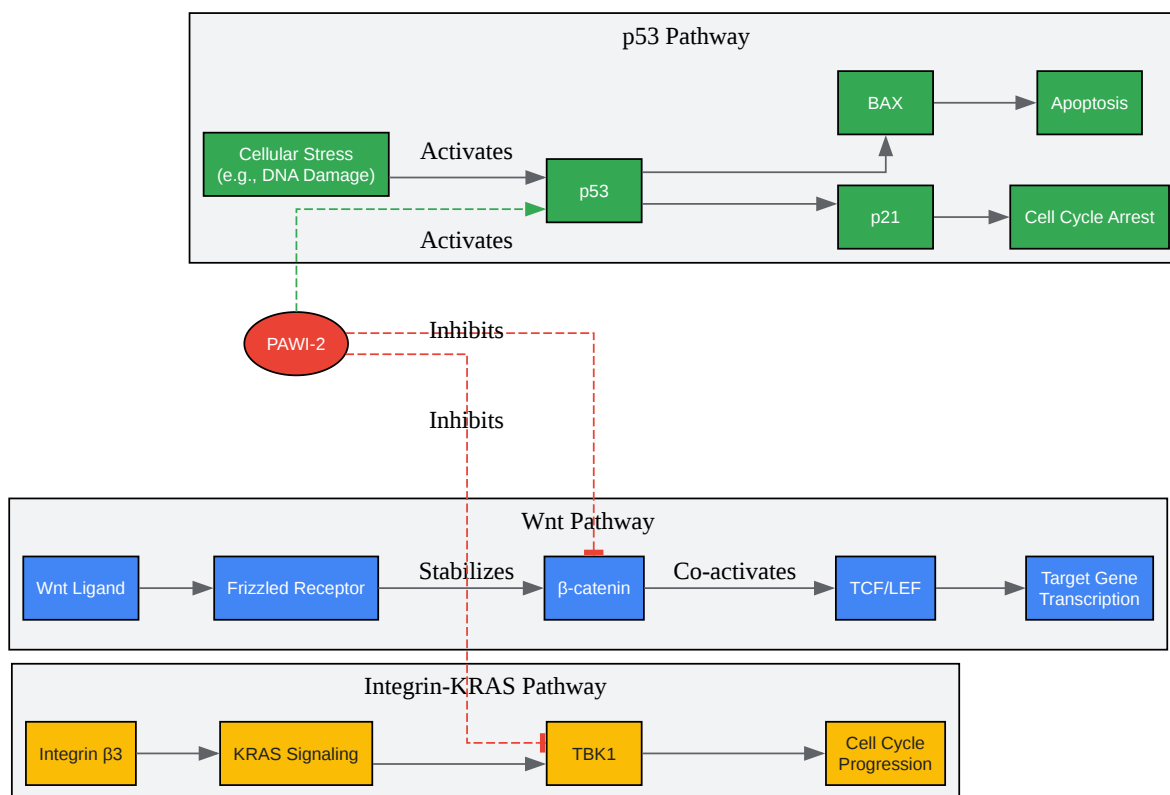 p53 Pathway
BAX
Apoptosis
Cellular Stress
(e.g., DNA Damage)
Activates
p53
p21
Cell Cycle Arrest
Activates
PAWI-2
Inhibits
Inhibits
Wnt Pathway
Wnt Ligand
Frizzled Receptor
Stabilizes
β-catenin
Co-activates
TCF/LEF
Target Gene
Transcription
Integrin-KRAS Pathway
Integrin β3
KRAS Signaling
TBK1
Cell Cycle
Progression